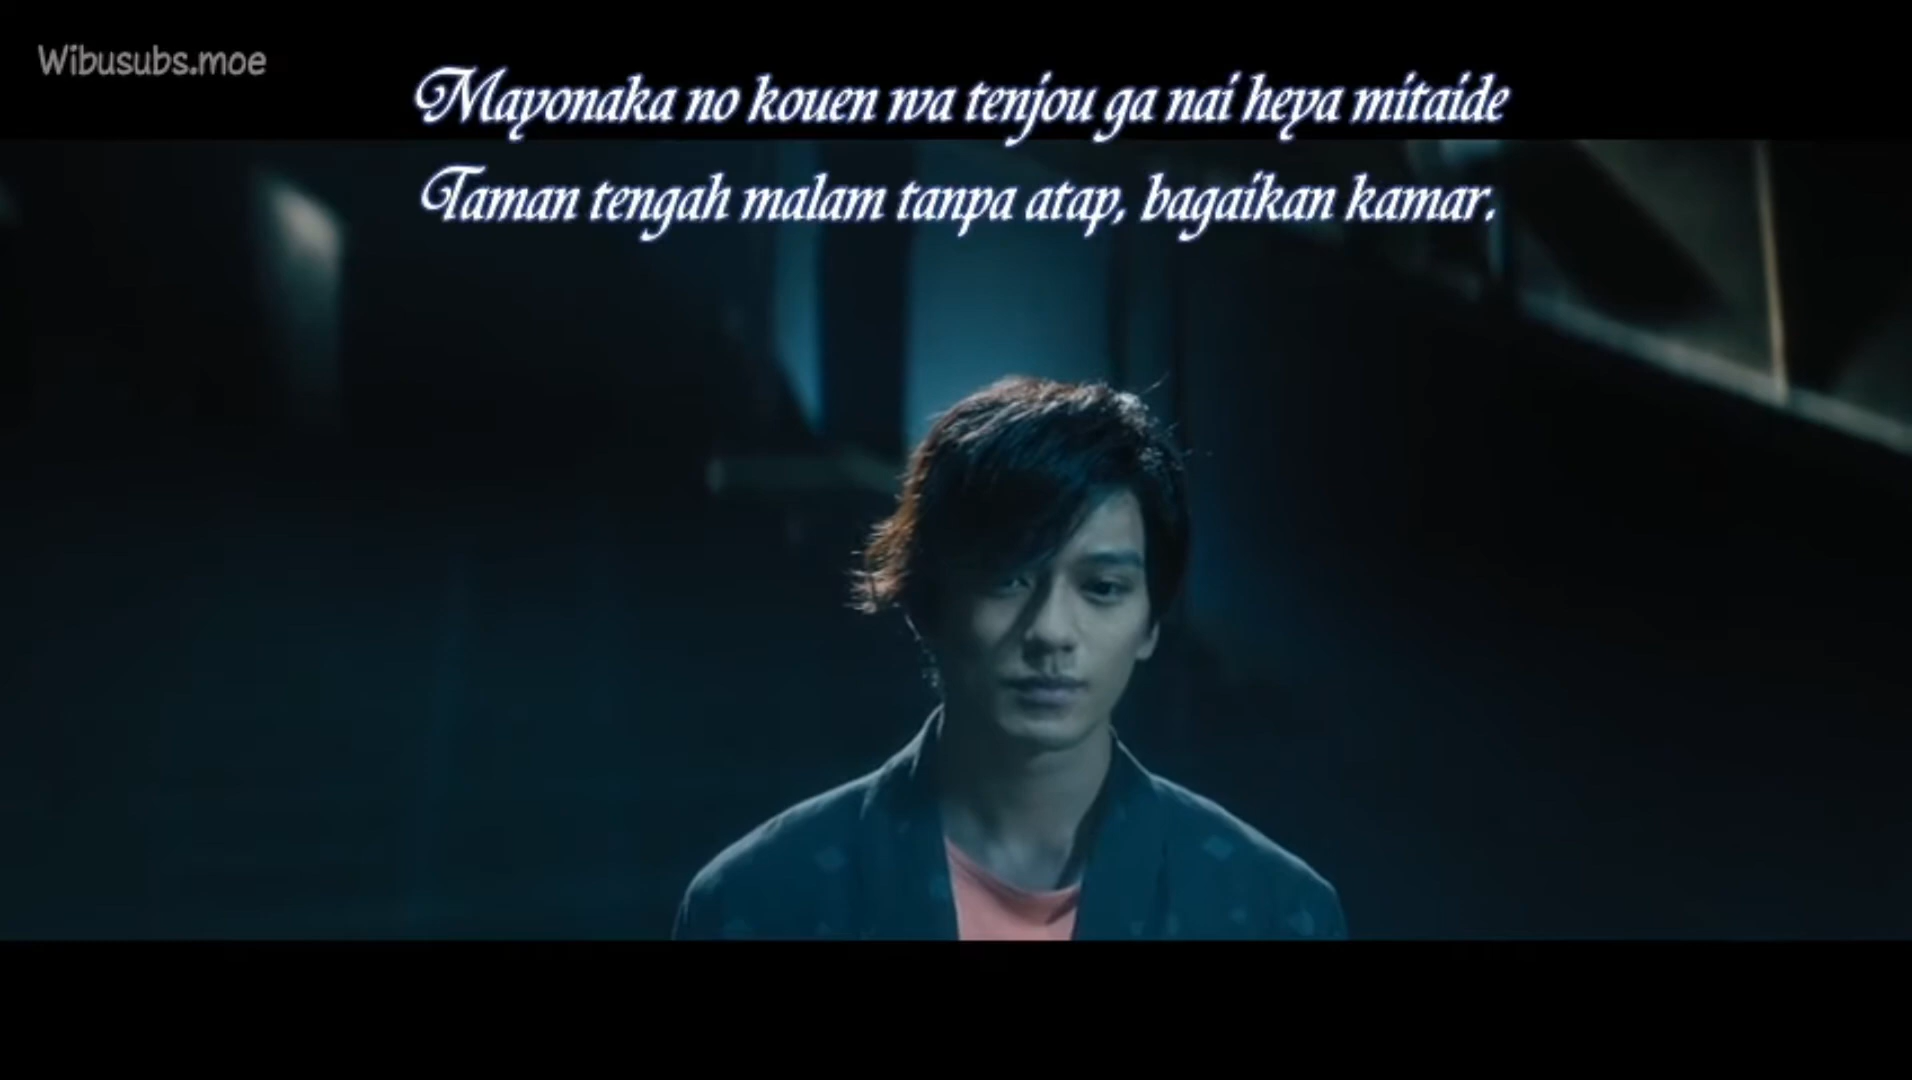 Wibusubs.moe
Mayonaka no kouen wa tenjou ga nai heya mitaide
Taman tengah malam tanpa atap, bagaikan kamar.